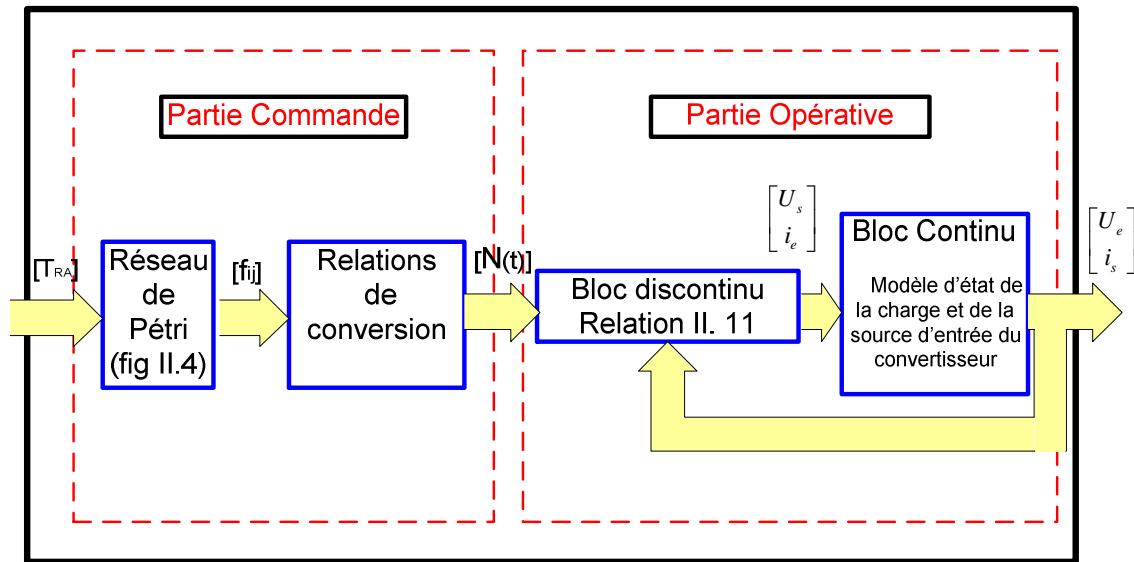 Partie Commande
Partie Opérative
[TRA]
Réseau
de
Pétri
(fig II.4)
[fij]
Relations
de
conversion
[N(t)]
Bloc discontinu
Relation II. 11
[U_s
i_e]
Bloc Continu
Modèle d'état de
la charge et de la
source d'entrée du
convertisseur
[U_e
i_s]